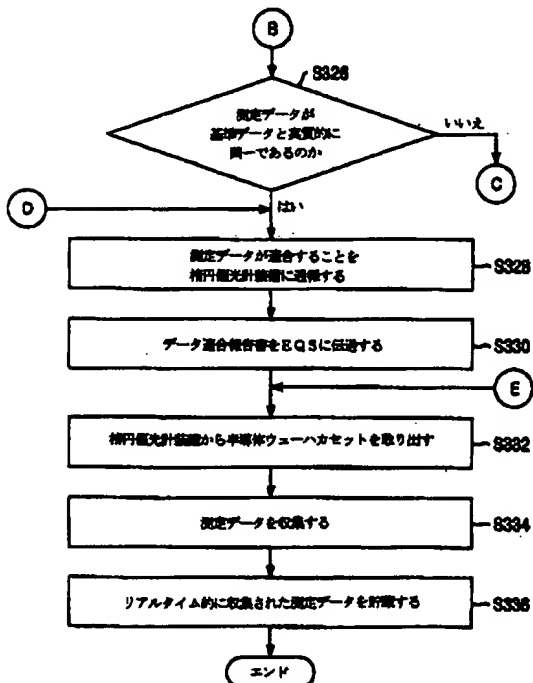 B
S326
測定データが
基準データと実質的に
同一であるのか
いいえ
C
D
はい
測定データが適合することを
楕円偏光計装備に通報する
S328
データ適合報告書をEQSに伝送する
S330
E
楕円偏光計装備から半導体ウェーハカセットを取り出す
S332
測定データを収集する
S334
リアルタイム的に収集された測定データを貯蔵する
S336
エンド